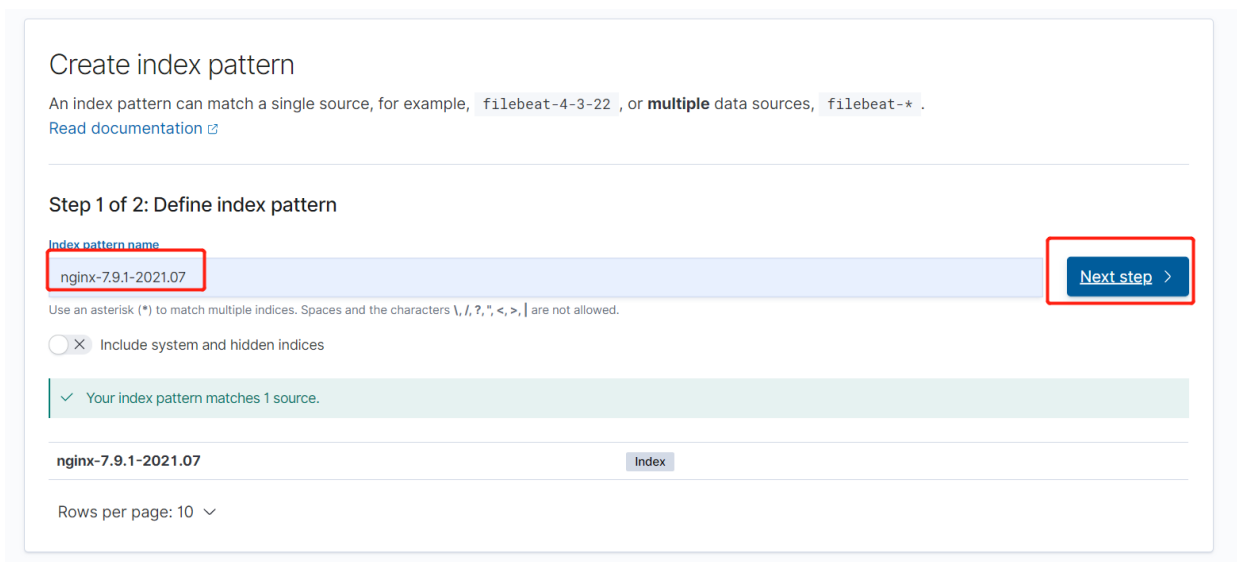 Create index pattern
An index pattern can match a single source, for example, filebeat-4-3-22 , or multiple data sources, filebeat-* .
Read documentation
Step 1 of 2: Define index pattern
Index pattern name
nginx-7.9.1-2021.07
Next step
Use an asterisk (*) to match multiple indices. Spaces and the characters \, /, ?, ", <, >, | are not allowed.
Include system and hidden indices
Your index pattern matches 1 source.
nginx-7.9.1-2021.07 Index
Rows per page: 10